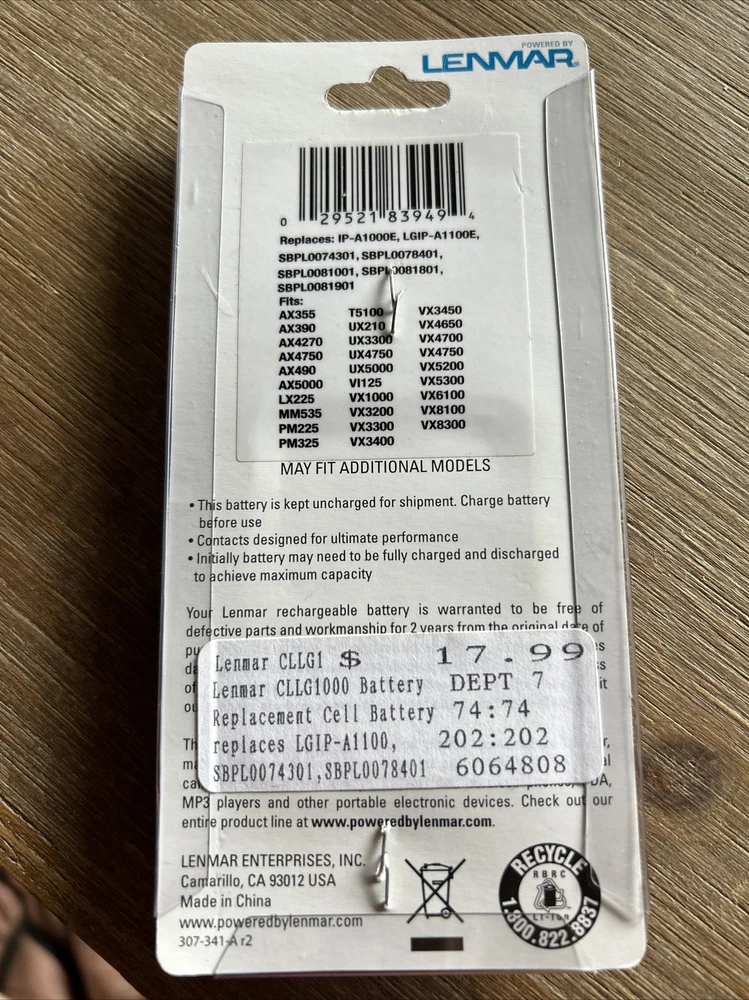 POWERED BY
LENMAR®
0 29521 83949 4
Replaces: IP-A1000E, LGIP-A1100E,
SBPL0074301, SBPL0078401,
SBPL0081001, SBPL0081801,
SBPL0081901
Fits:
AX355 T5100 VX3450
AX390 UX210 VX4650
AX4270 UX3300 VX4700
AX4750 UX4750 VX4750
AX490 UX5000 VX5200
AX5000 VI125 VX5300
LX225 VX1000 VX6100
MM535 VX3200 VX8100
PM225 VX3300 VX8300
PM325 VX3400
MAY FIT ADDITIONAL MODELS
• This battery is kept uncharged for shipment. Charge battery
before use
• Contacts designed for ultimate performance
• Initially battery may need to be fully charged and discharged
to achieve maximum capacity
Your Lenmar rechargeable battery is warranted to be free of
defective parts and workmanship for 2 years from the original date of
Lenmar CLLG1 $ 17.99
Lenmar CLLG1000 Battery DEPT 7
Replacement Cell Battery 74:74
replaces LGIP-A1100, 202:202
SBPL0074301,SBPL0078401 6064808
MP3 players and other portable electronic devices. Check out our
entire product line at www.poweredbylenmar.com.
LENMAR ENTERPRISES, INC.
Camarillo, CA 93012 USA
Made in China
www.poweredbylenmar.com
307-341-A r2
RECYCLE
RBRC
Li-Ion
1.800.822.8837